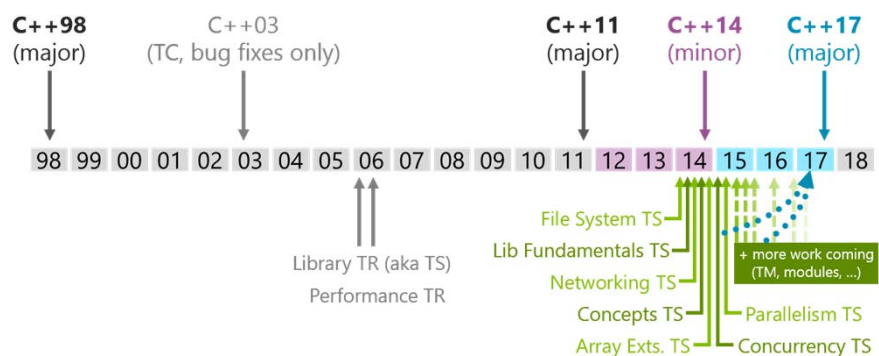 C++98 C++03 C++11 C++14 C++17
(major) (TC, bug fixes only) (major) (minor) (major)
98 99 00 01 02 03 04 05 06 07 08 09 10 11 12 13 14 15 16 17 18
File System TS
Lib Fundamentals TS
+ more work coming
(TM, modules, ...)
Library TR (aka TS)
Networking TS
Performance TR
Concepts TS Parallelism TS
Array Exts. TS Concurrency TS